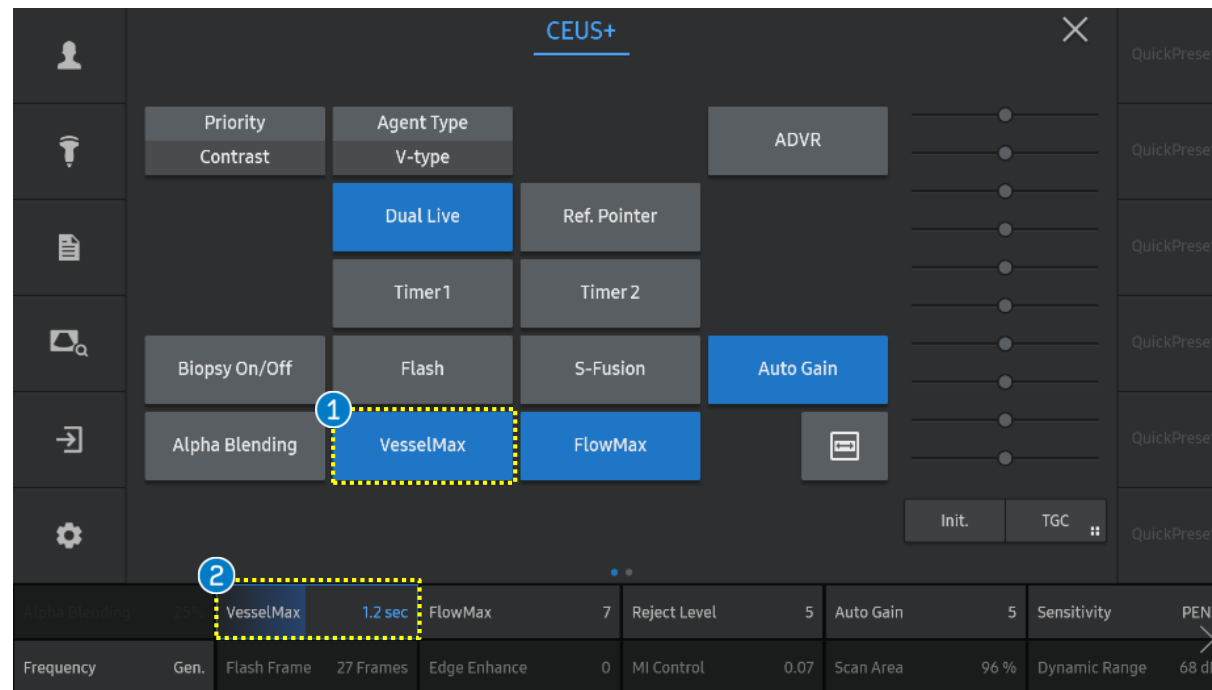 CEUS+
QuickPrese
Priority
Contrast
Agent Type
V-type
ADVR
QuickPrese
Dual Live
Ref. Pointer
QuickPrese
Timer1
Timer 2
Biopsy On/Off
Flash
S-Fusion
Auto Gain
QuickPrese
1
Alpha Blending
VesselMax
FlowMax
QuickPrese
Init.
TGC
QuickPrese
2
Alpha Blending 25%
VesselMax 1.2 sec
FlowMax 7
Reject Level 5
Auto Gain 5
Sensitivity PEN
Frequency Gen.
Flash Frame 27 Frames
Edge Enhance 0
MI Control 0.07
Scan Area 96 %
Dynamic Range 68 d